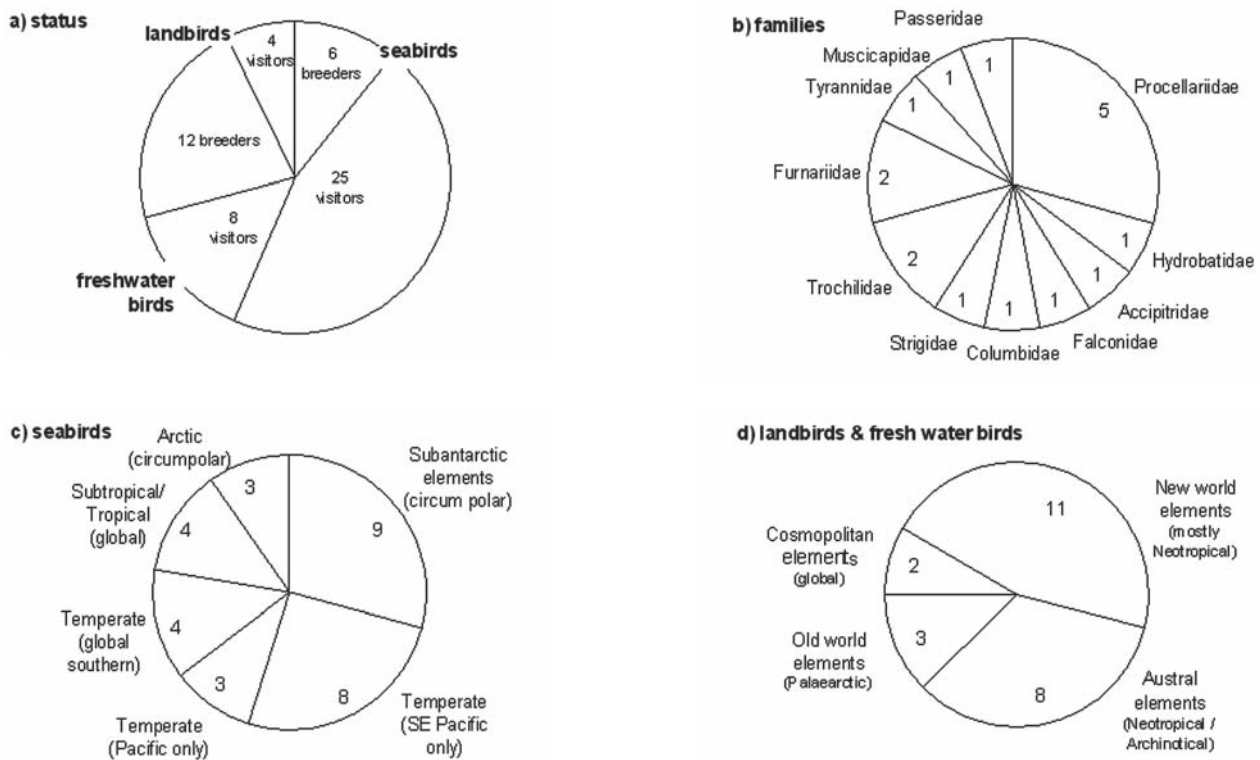 a) status
landbirds
4
visitors
6
breeders
seabirds
12 breeders
25
visitors
8
visitors
freshwater
birds
b) families
Passeridae
Muscicapidae
Tyrannidae
Furnariidae
Trochilidae
Strigidae
Columbidae
Falconidae
Accipitridae
Hydrobatidae
Procellariidae
1
1
1
2
2
1
1
1
1
1
5
c) seabirds
Arctic
(circumpolar)
3
Subantarctic
elements
(circum polar)
9
Subtropical/
Tropical
(global)
4
Temperate
(global
southern)
4
3
Temperate
(Pacific only)
8
Temperate
(SE Pacific
only)
d) landbirds & fresh water birds
11
New world
elements
(mostly
Neotropical)
Cosmopolitan
elements
(global)
2
Old world
elements
(Palaearctic)
3
8
Austral
elements
(Neotropical /
Archinotical)